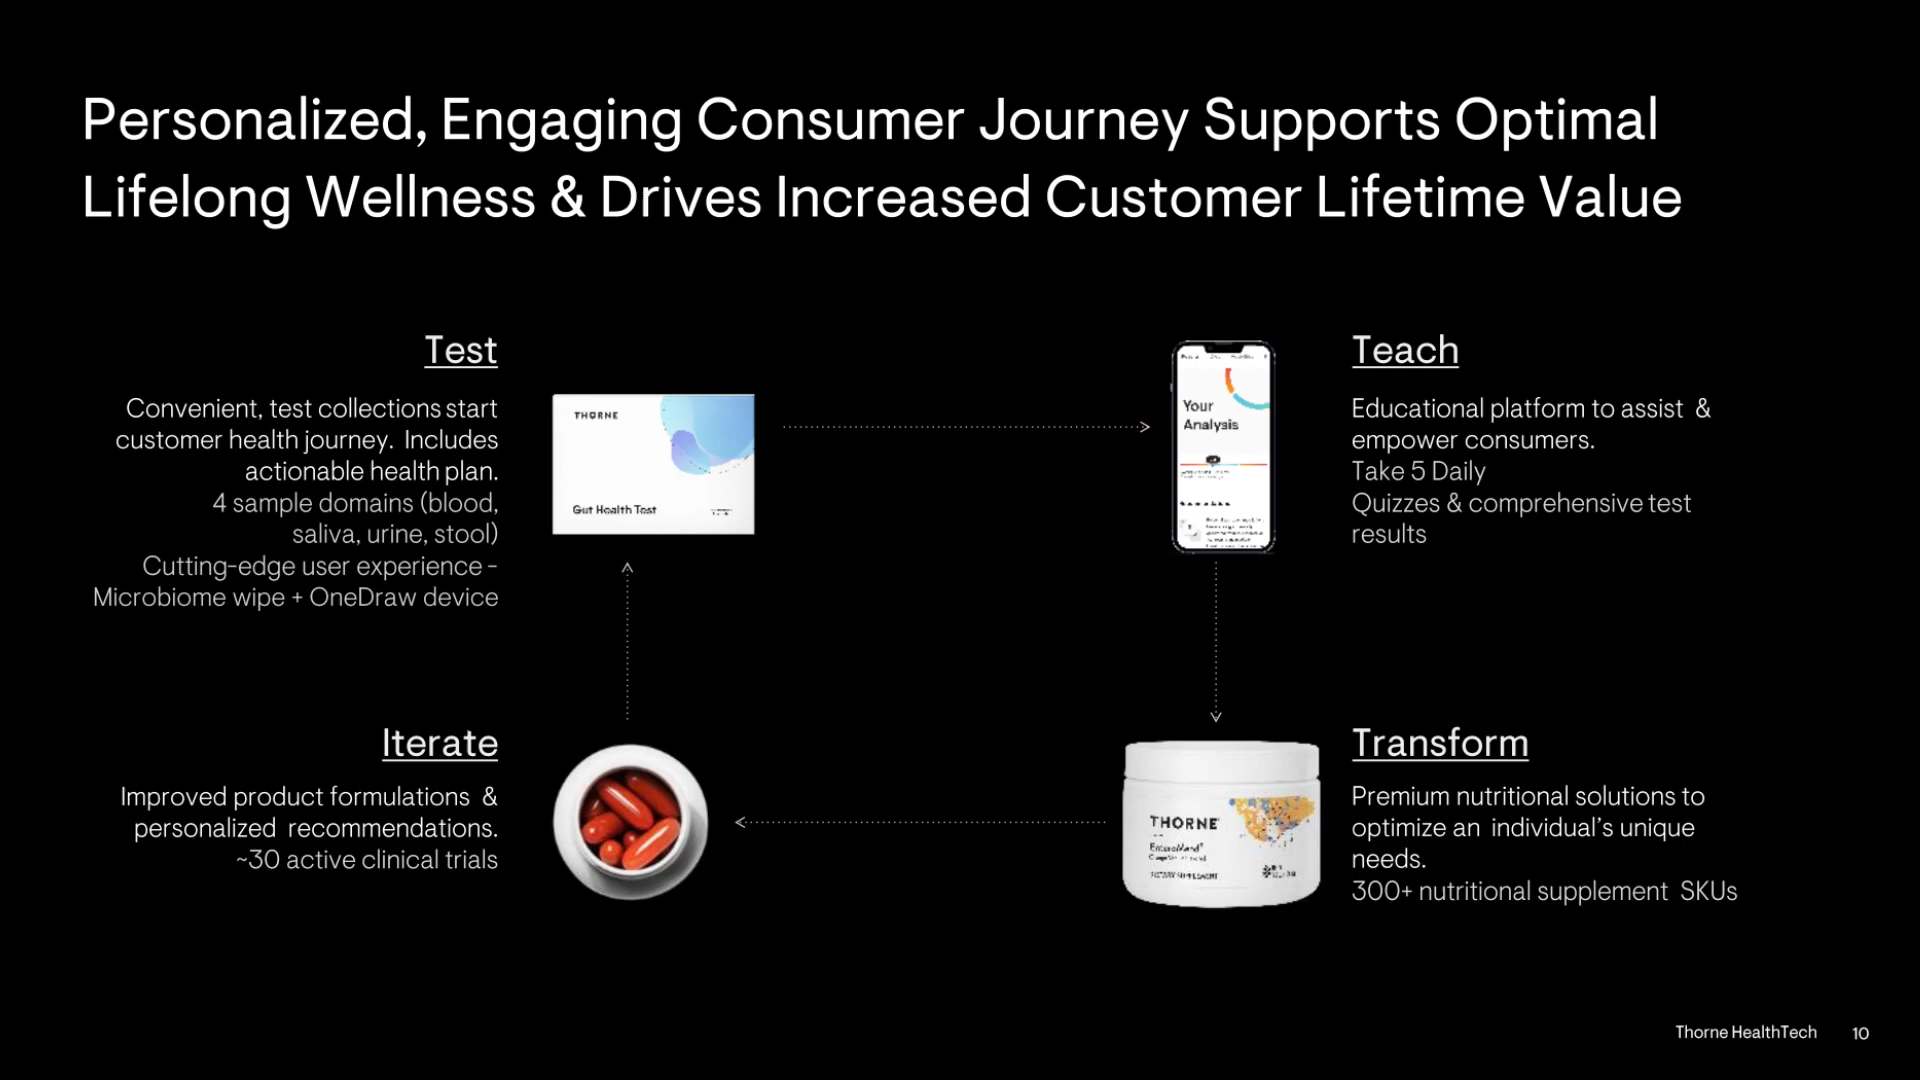 Personalized, Engaging Consumer Journey Supports Optimal
Lifelong Wellness & Drives Increased Customer Lifetime Value
Test
Convenient, test collections start
customer health journey. Includes
actionable health plan.
4 sample domains (blood,
saliva, urine, stool)
Cutting-edge user experience -
Microbiome wipe + OneDraw device
THORNE
Gut Health Test
Your
Analysis
Teach
Educational platform to assist &
empower consumers.
Take 5 Daily
Quizzes & comprehensive test
results
Iterate
Improved product formulations &
personalized recommendations.
~30 active clinical trials
THORNE
DIETARY SUPPLEMENT
Transform
Premium nutritional solutions to
optimize an individual's unique
needs.
300+ nutritional supplement SKUs
Thorne HealthTech
10